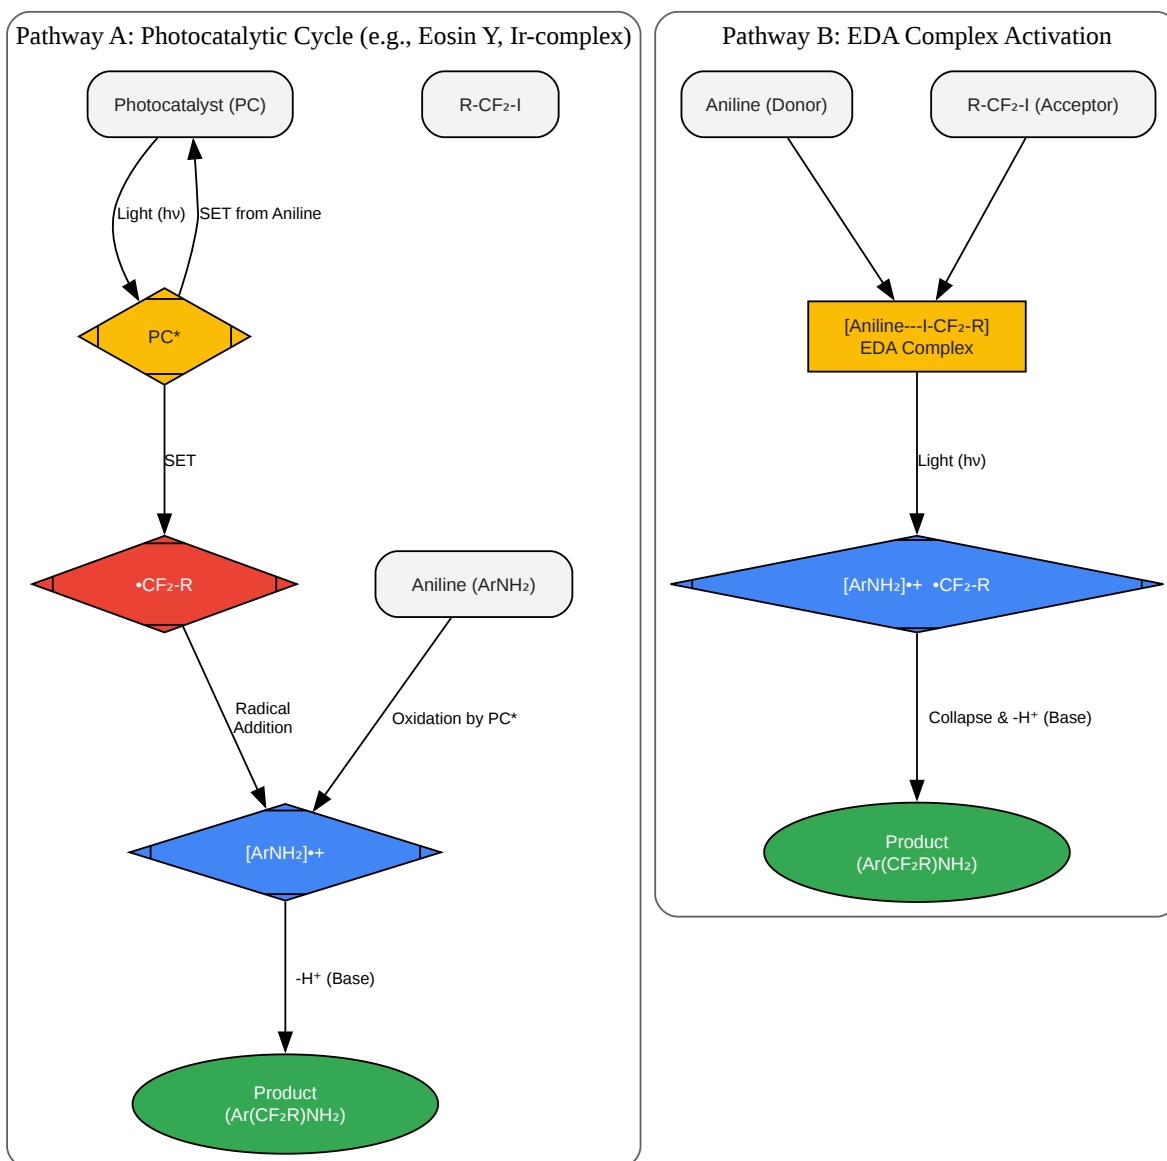 Pathway A: Photocatalytic Cycle (e.g., Eosin Y, Ir-complex)
Photocatalyst (PC)
R-CF₂-I
Light (hν)
SET from Aniline
PC*
SET
•CF₂-R
Aniline (ArNH₂)
Radical
Addition
Oxidation by PC*
[ArNH₂]•+
-H⁺ (Base)
Product
(Ar(CF₂R)NH₂)
Pathway B: EDA Complex Activation
Aniline (Donor)
R-CF₂-I (Acceptor)
[Aniline---I-CF₂-R]
EDA Complex
Light (hν)
[ArNH₂]•+ •CF₂-R
Collapse & -H⁺ (Base)
Product
(Ar(CF₂R)NH₂)